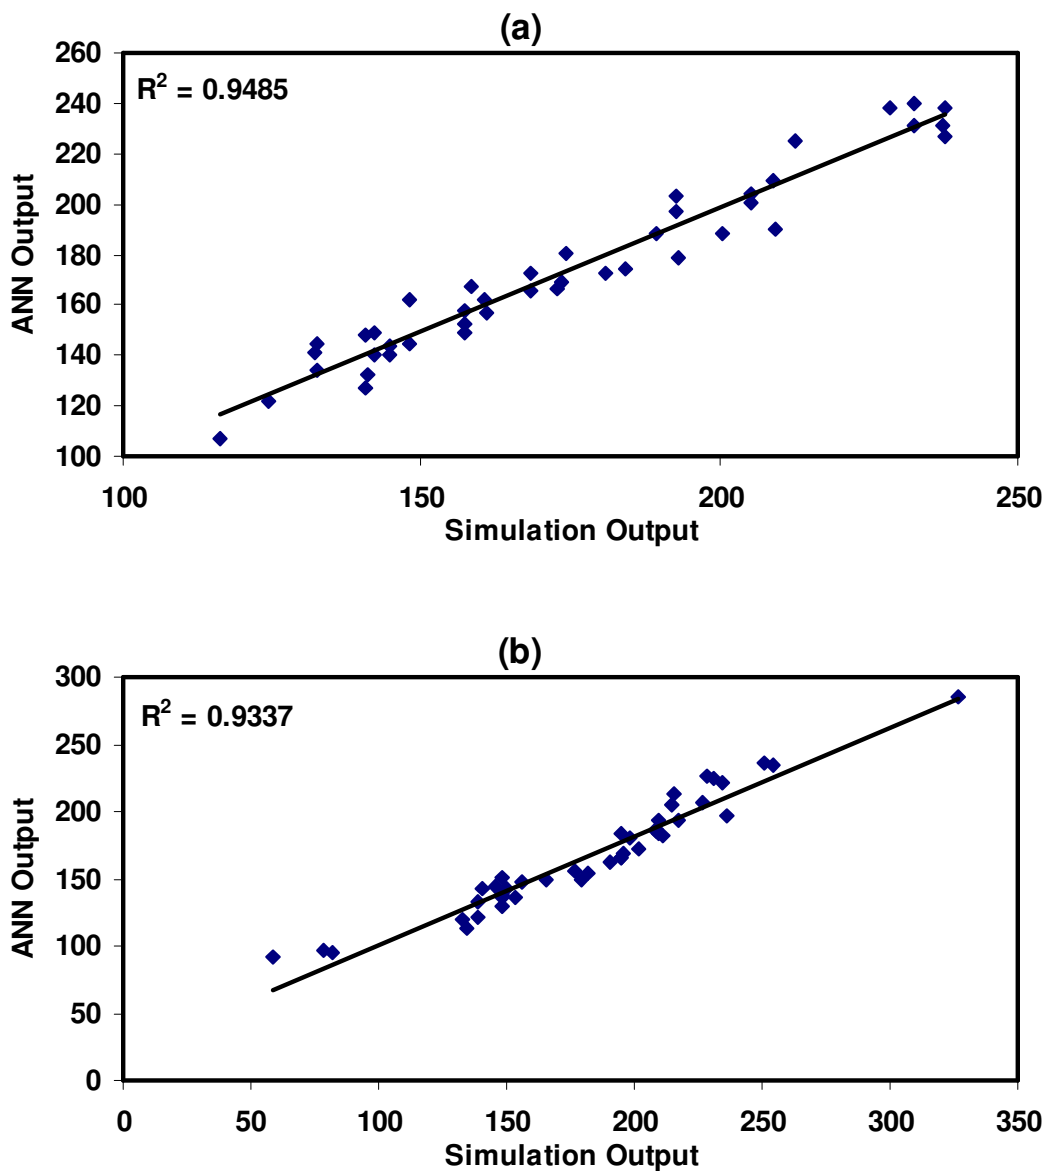 (a)
R² = 0.9485
260
240
220
200
180
160
140
120
100
ANN Output
100 150 200 250
Simulation Output
(b)
R² = 0.9337
300
250
200
150
100
50
0
ANN Output
0 50 100 150 200 250 300 350
Simulation Output